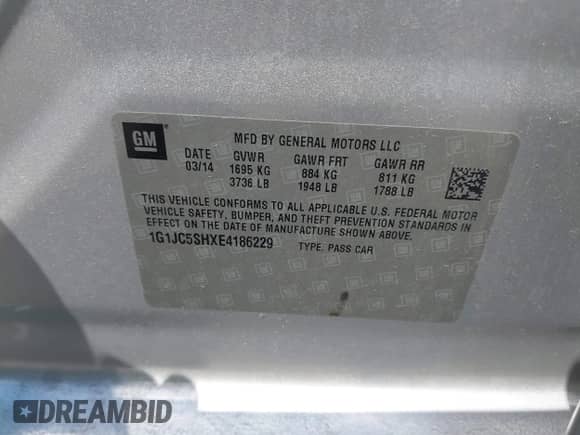 GM
MFD BY GENERAL MOTORS LLC
DATE GVWR GAWR FRT GAWR RR
03/14 1695 KG 884 KG 811 KG
3736 LB 1948 LB 1788 LB
THIS VEHICLE CONFORMS TO ALL APPLICABLE U.S. FEDERAL MOTOR
VEHICLE SAFETY, BUMPER, AND THEFT PREVENTION STANDARDS IN
EFFECT ON THE DATE OF MANUFACTURE SHOWN ABOVE.
1G1JC5SHXE4186229 TYPE: PASS CAR
DREAMBID